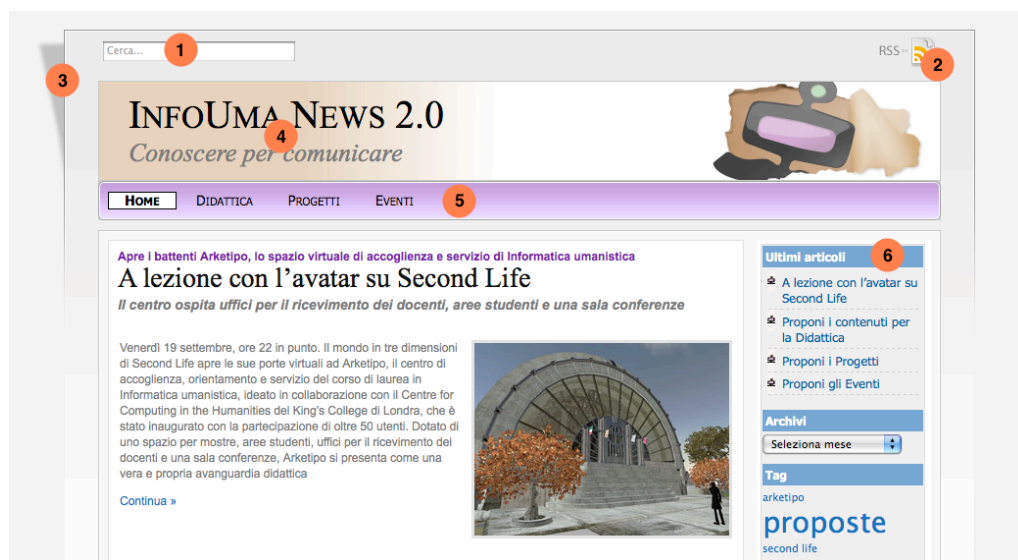 Cerca...
1
RSS
2
3
InfoUma News 2.0
4
Conoscere per comunicare
Home Didattica Progetti Eventi
5
Apre i battenti Arketipo, lo spazio virtuale di accoglienza e servizio di Informatica umanistica
A lezione con l'avatar su Second Life
Il centro ospita uffici per il ricevimento dei docenti, aree studenti e una sala conferenze
Venerdì 19 settembre, ore 22 in punto. Il mondo in tre dimensioni
di Second Life apre le sue porte virtuali ad Arketipo, il centro di
accoglienza, orientamento e servizio del corso di laurea in
Informatica umanistica, ideato in collaborazione con il Centre for
Computing in the Humanities del King's College di Londra, che è
stato inaugurato con la partecipazione di oltre 50 utenti. Dotato di
uno spazio per mostre, aree studenti, uffici per il ricevimento dei
docenti e una sala conferenze, Arketipo si presenta come una
vera e propria avanguardia didattica
Continua »
Ultimi articoli
6
A lezione con l'avatar su
Second Life
Proponi i contenuti per
la Didattica
Proponi i Progetti
Proponi gli Eventi
Archivi
Seleziona mese
Tag
arketipo
proposte
second life